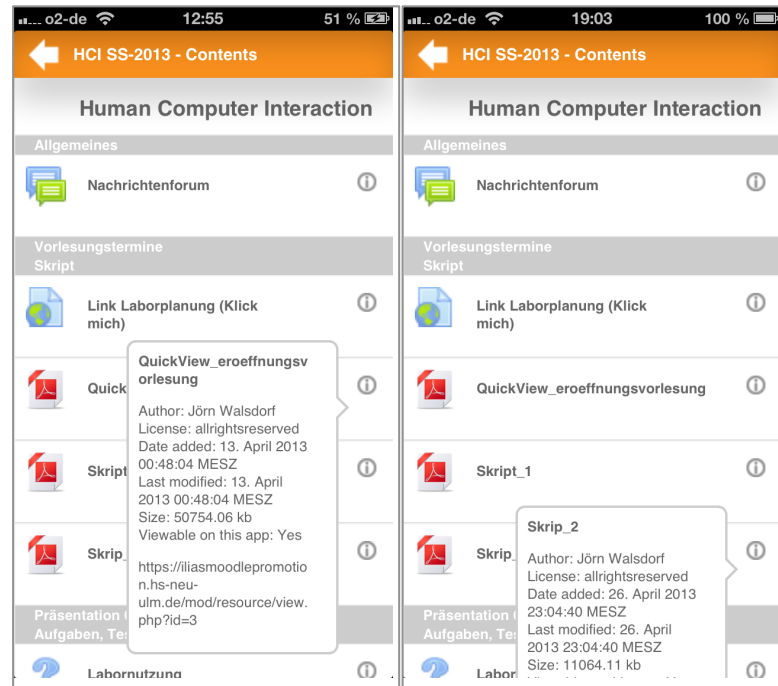 o2-de 12:55 51 %
HCI SS-2013 - Contents
Human Computer Interaction
Allgemeines
Nachrichtenforum
Vorlesungstermine
Skript
Link Laborplanung (Klick
mich)
Quick
Skript
Skrip_
QuickView_eroeffnungsv
orlesung
Author: Jörn Walsdorf
License: allrightsreserved
Date added: 13. April 2013
00:48:04 MESZ
Last modified: 13. April
2013 00:48:04 MESZ
Size: 50754.06 kb
Viewable on this app: Yes
https://iliasmoodlepromotio
n.hs-neu-
ulm.de/mod/resource/view.
php?id=3
Präsentation
Aufgaben, Te
Labornutzung
o2-de 19:03 100 %
HCI SS-2013 - Contents
Human Computer Interaction
Allgemeines
Nachrichtenforum
Vorlesungstermine
Skript
Link Laborplanung (Klick
mich)
QuickView_eroeffnungsvorlesung
Skript_1
Skrip_
Skrip_2
Author: Jörn Walsdorf
License: allrightsreserved
Date added: 26. April 2013
23:04:40 MESZ
Last modified: 26. April
2013 23:04:40 MESZ
Size: 11064.11 kb
Präsentation
Aufgaben, Te
Labor